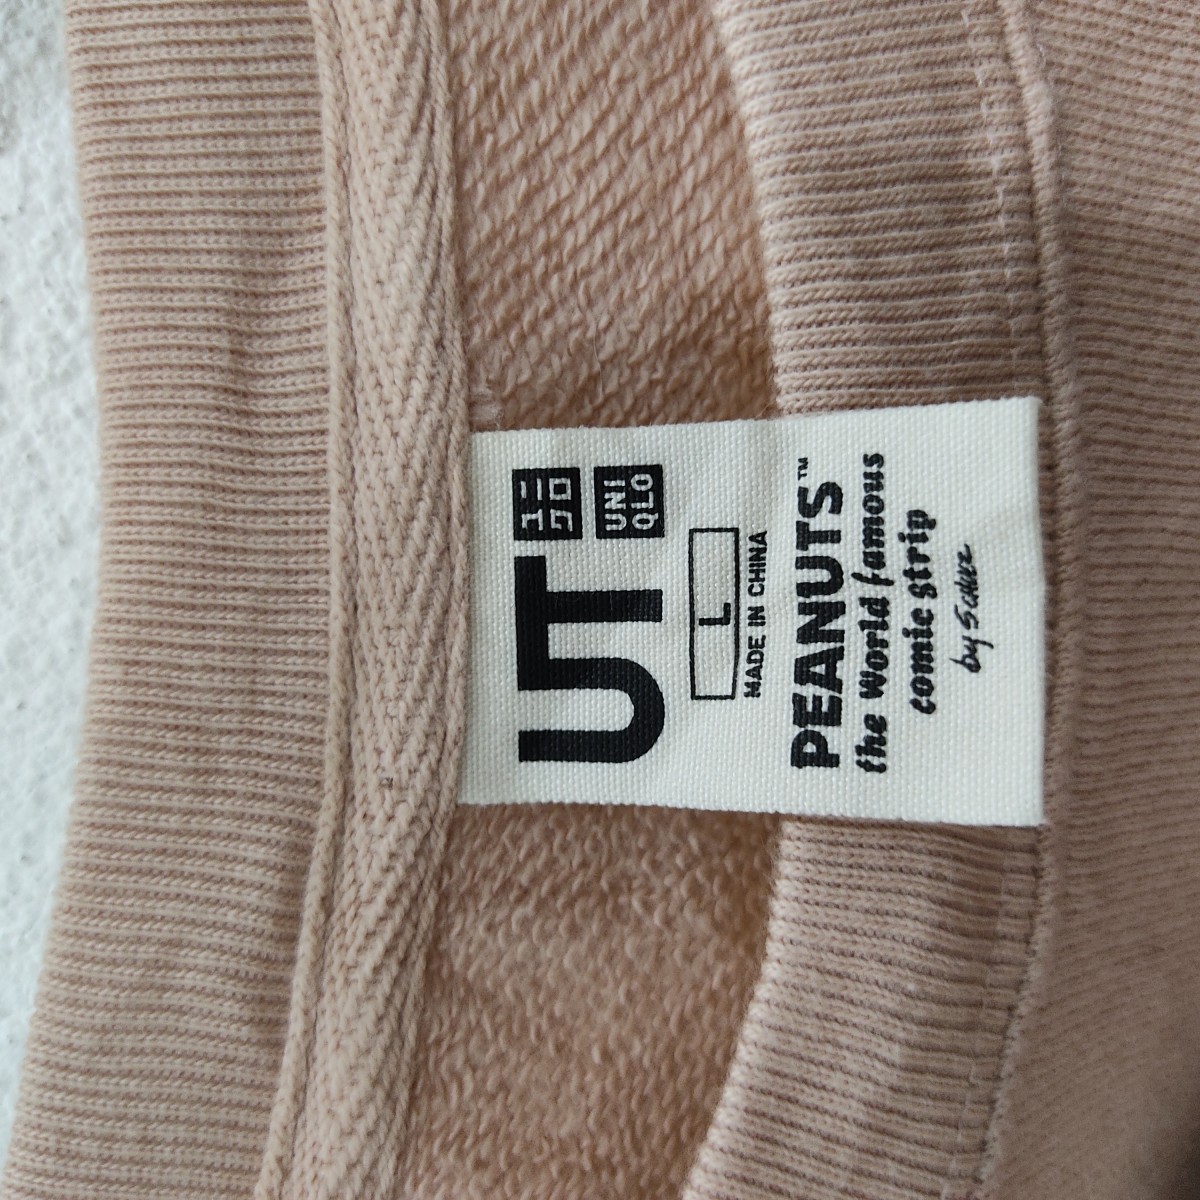 UT
ユニ
クロ
UNI
QLO
L
MADE IN CHINA
PEANUTS™
the World famous
comic strip
by Schulz